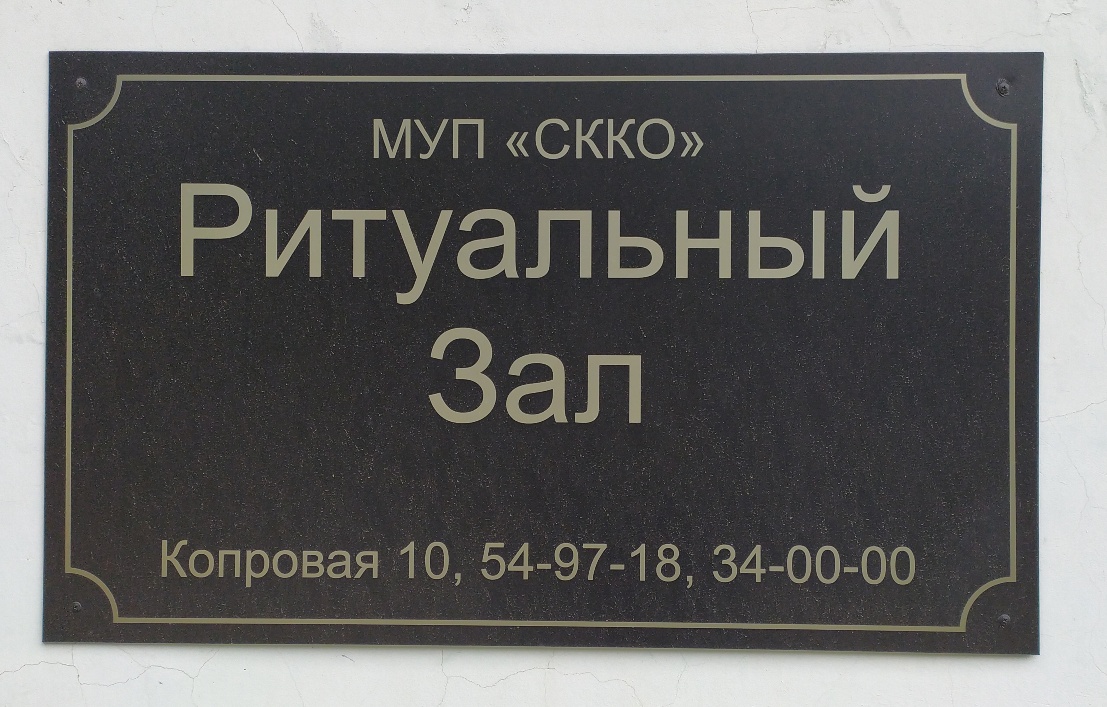 МУП «СККО»
Ритуальный
Зал
Копровая 10, 54-97-18, 34-00-00